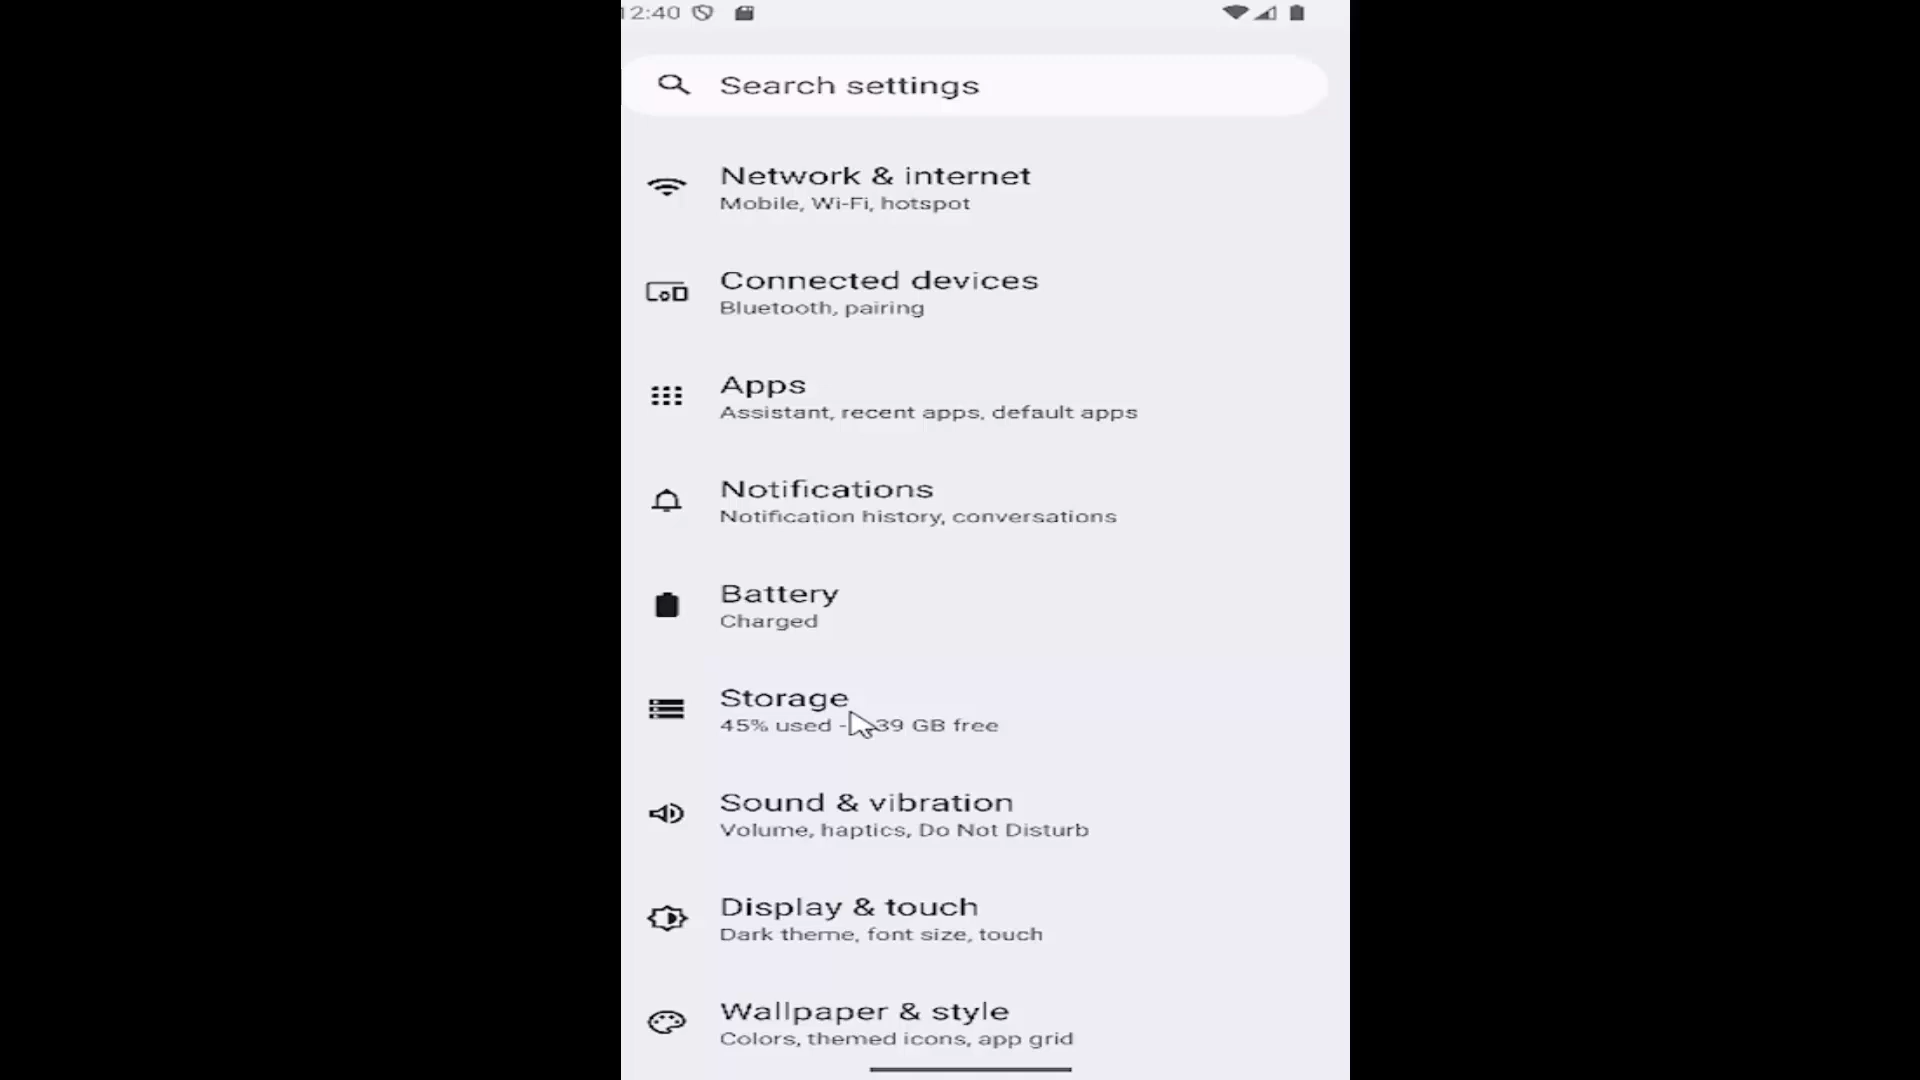 12:40
Search settings
Network & internet
Mobile, Wi-Fi, hotspot
Connected devices
Bluetooth, pairing
Apps
Assistant, recent apps, default apps
Notifications
Notification history, conversations
Battery
Charged
Storage
45% used - 39 GB free
Sound & vibration
Volume, haptics, Do Not Disturb
Display & touch
Dark theme, font size, touch
Wallpaper & style
Colors, themed icons, app grid